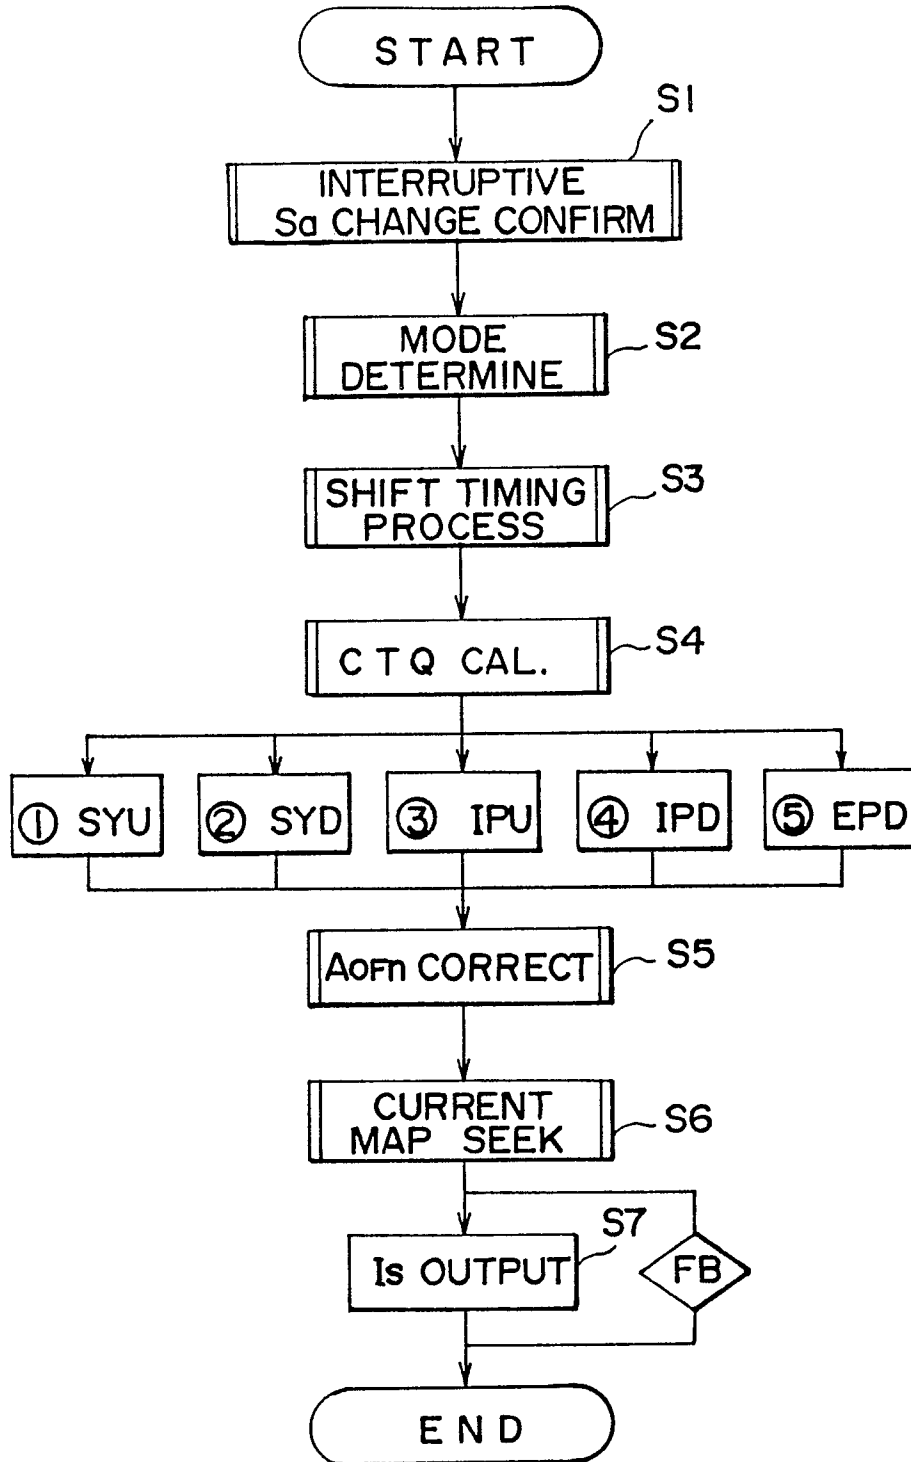 START
S1
INTERRUPTIVE
Sa CHANGE CONFIRM
MODE
DETERMINE
S2
SHIFT TIMING
PROCESS
S3
CTQ CAL.
S4
① SYU
② SYD
③ IPU
④ IPD
⑤ EPD
AOFn CORRECT
S5
CURRENT
MAP SEEK
S6
S7
Is OUTPUT
FB
END